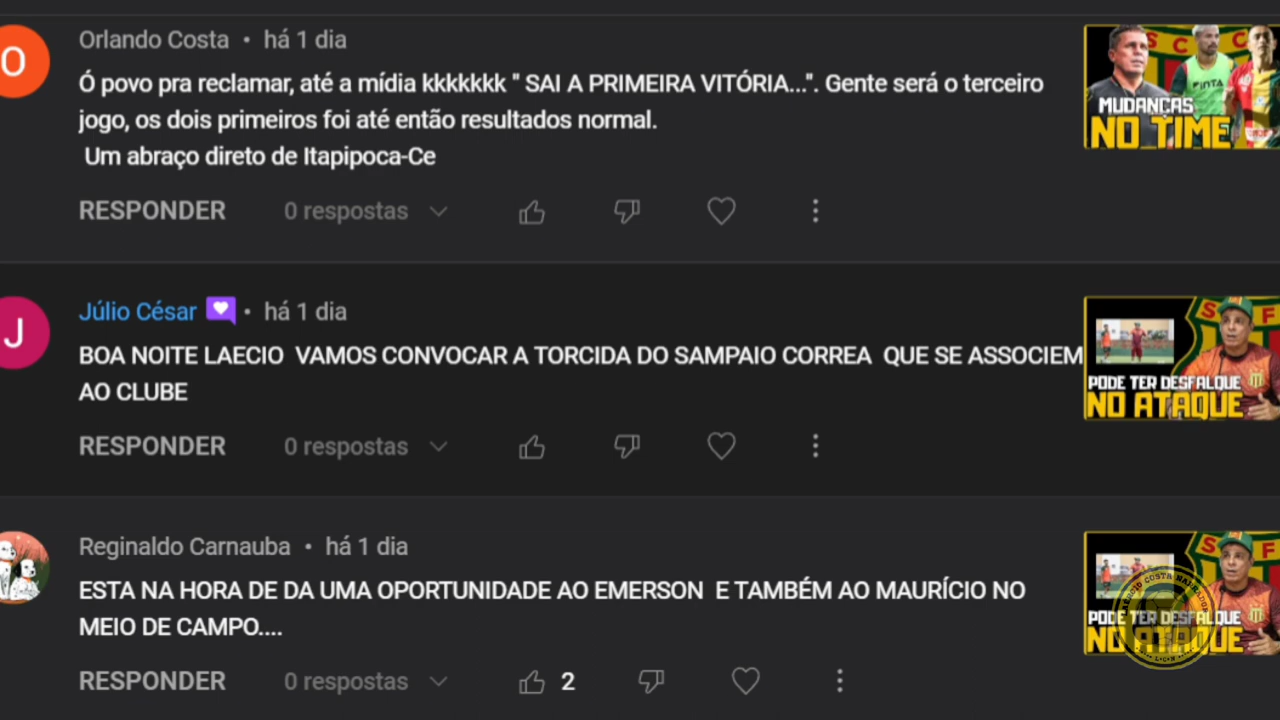 O
Orlando Costa • há 1 dia
Ó povo pra reclamar, até a mídia kkkkkkk " SAI A PRIMEIRA VITÓRIA...". Gente será o terceiro
jogo, os dois primeiros foi até então resultados normal.
Um abraço direto de Itapipoca-Ce
RESPONDER 0 respostas
MUDANÇAS
NO TIME
J
Júlio César • há 1 dia
BOA NOITE LAECIO VAMOS CONVOCAR A TORCIDA DO SAMPAIO CORREA QUE SE ASSOCIEM
AO CLUBE
RESPONDER 0 respostas
PODE TER DESFALQUE
NO ATAQUE
Reginaldo Carnauba • há 1 dia
ESTA NA HORA DE DA UMA OPORTUNIDADE AO EMERSON E TAMBÉM AO MAURÍCIO NO
MEIO DE CAMPO....
RESPONDER 0 respostas 2
PODE TER DESFALQUE
NO ATAQUE